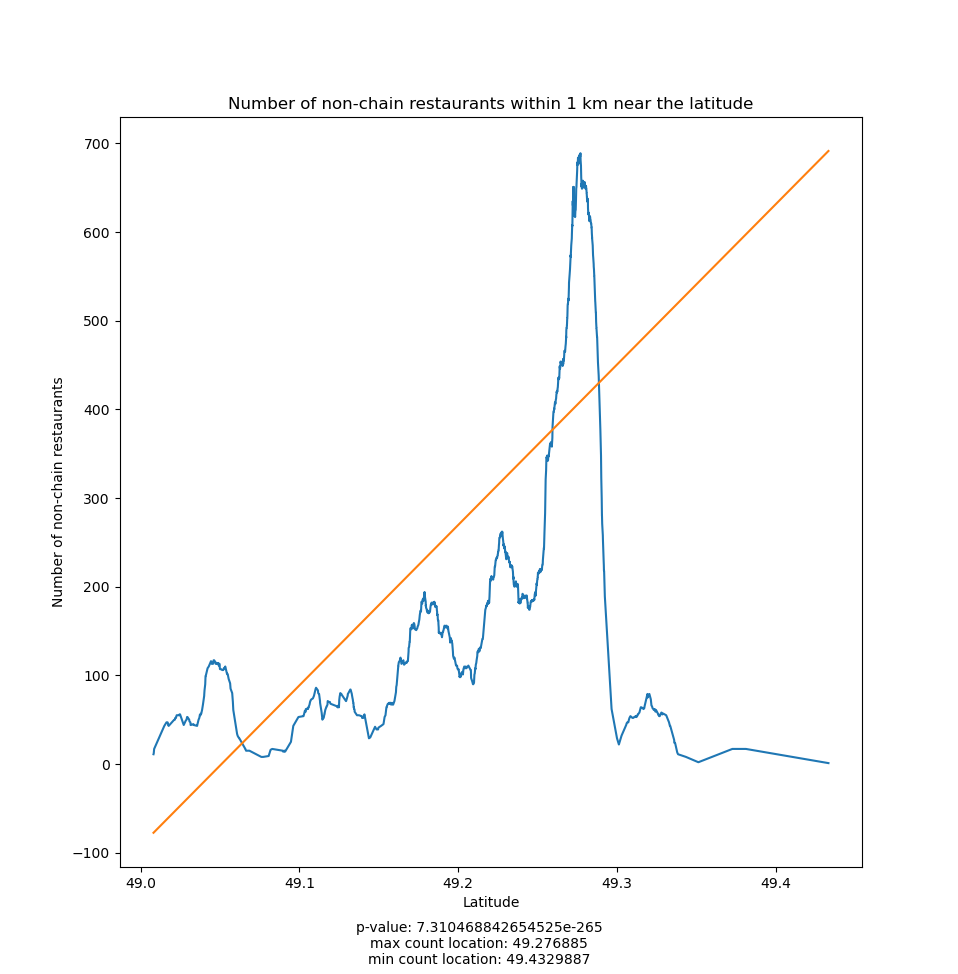 Number of non-chain restaurants within 1 km near the latitude
700
600
500
400
300
200
100
0
−100
Number of non-chain restaurants
49.0 49.1 49.2 49.3 49.4
Latitude
p-value: 7.310468842654525e-265
max count location: 49.276885
min count location: 49.4329887